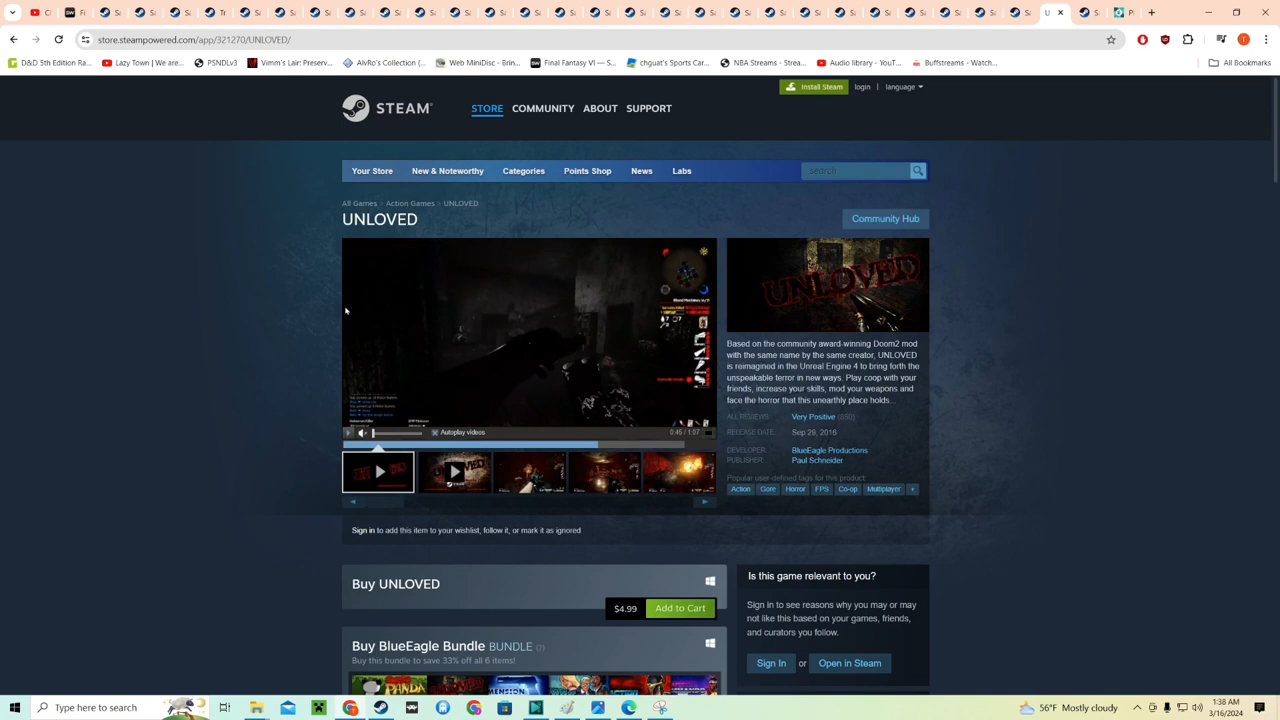 store.steampowered.com/app/321270/UNLOVED/
D&D 5th Edition Ra...
Lazy Town | We are...
PSNDLv3
Vimm's Lair: Preserv...
AlvRo's Collection (...
Web MiniDisc - Brin...
Final Fantasy VI — S...
chguat's Sports Car...
NBA Streams - Strea...
Audio library - YouT...
Buffstreams - Watch...
All Bookmarks
Install Steam
login | language
STEAM
STORE COMMUNITY ABOUT SUPPORT
Your Store New & Noteworthy Categories Points Shop News Labs
search
All Games > Action Games > UNLOVED
UNLOVED
Community Hub
UNLOVED
Based on the community award-winning Doom2 mod
with the same name by the same creator, UNLOVED
is reimagined in the Unreal Engine 4 to bring forth the
unspeakable terror in new ways. Play coop with your
friends, increase your skills, mod your weapons and
face the horror that this unearthly place holds...
ALL REVIEWS: Very Positive (550)
RELEASE DATE: Sep 29, 2016
DEVELOPER: BlueEagle Productions
PUBLISHER: Paul Schneider
Popular user-defined tags for this product:
Action Gore Horror FPS Co-op Multiplayer +
Autoplay videos
0:45 / 1:07
Sign in to add this item to your wishlist, follow it, or mark it as ignored
Buy UNLOVED
$4.99 Add to Cart
Is this game relevant to you?
Sign in to see reasons why you may or may
not like this based on your games, friends,
and curators you follow.
Sign In or Open in Steam
Buy BlueEagle Bundle BUNDLE (?)
Buy this bundle to save 33% off all 6 items!
Type here to search
56°F Mostly cloudy
1:38 AM
3/16/2024